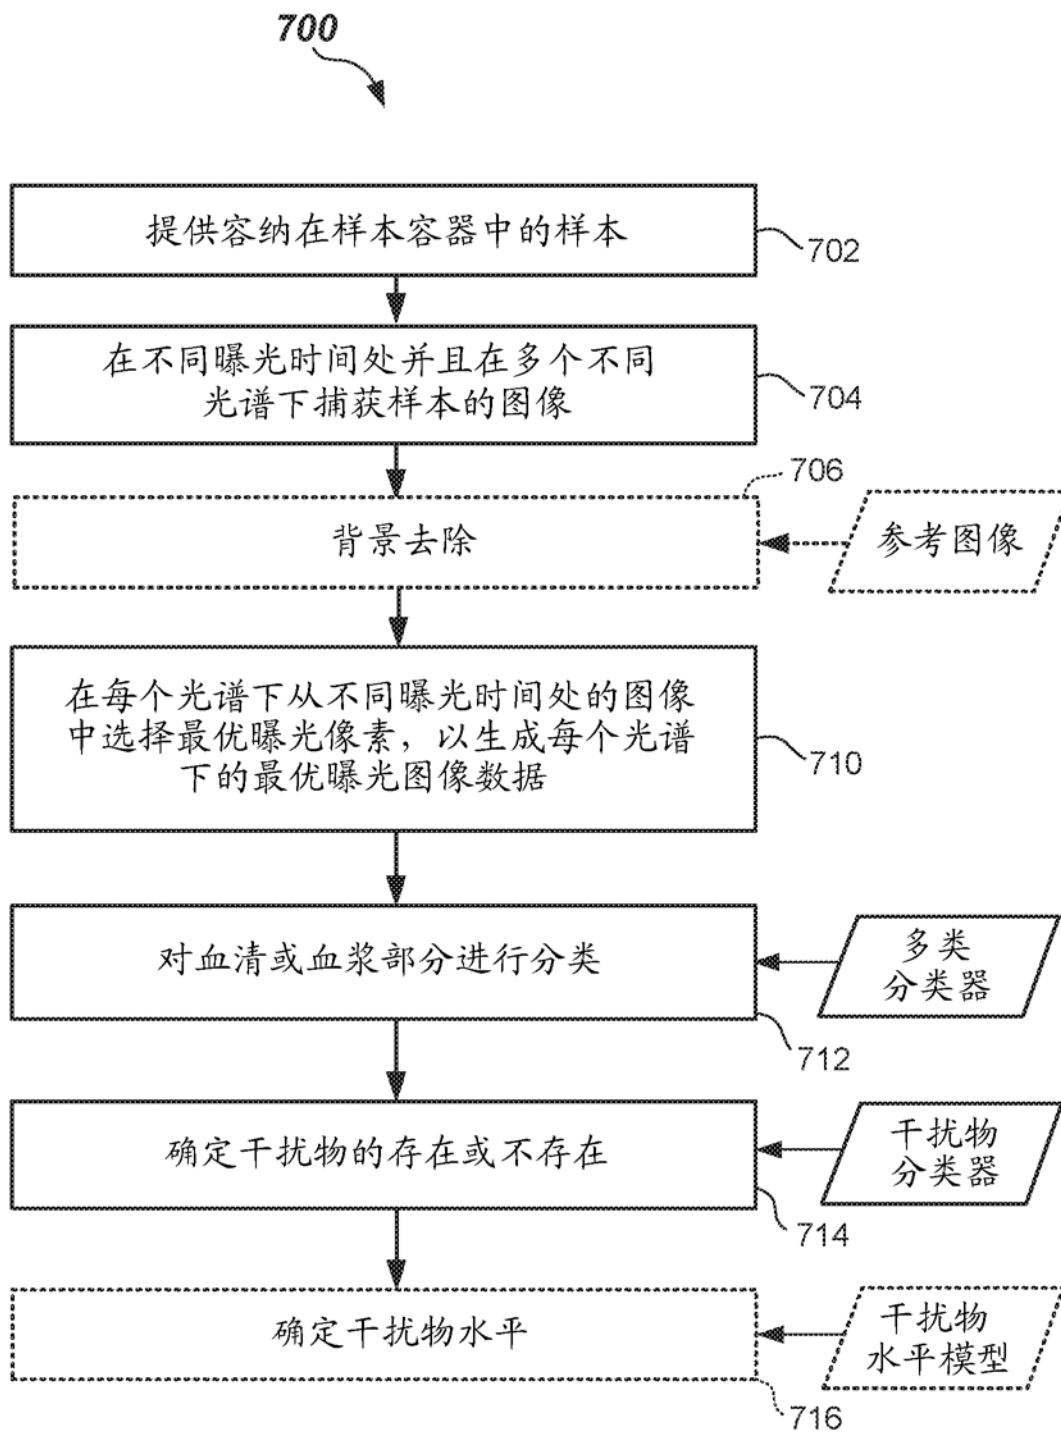 700
提供容纳在样本容器中的样本
702
在不同曝光时间处并且在多个不同
光谱下捕获样本的图像
704
706
背景去除
参考图像
在每个光谱下从不同曝光时间处的图像
中选择最优曝光像素，以生成每个光谱
下的最优曝光图像数据
710
对血清或血浆部分进行分类
多类
分类器
712
确定干扰物的存在或不存在
干扰物
分类器
714
确定干扰物水平
干扰物
水平模型
716